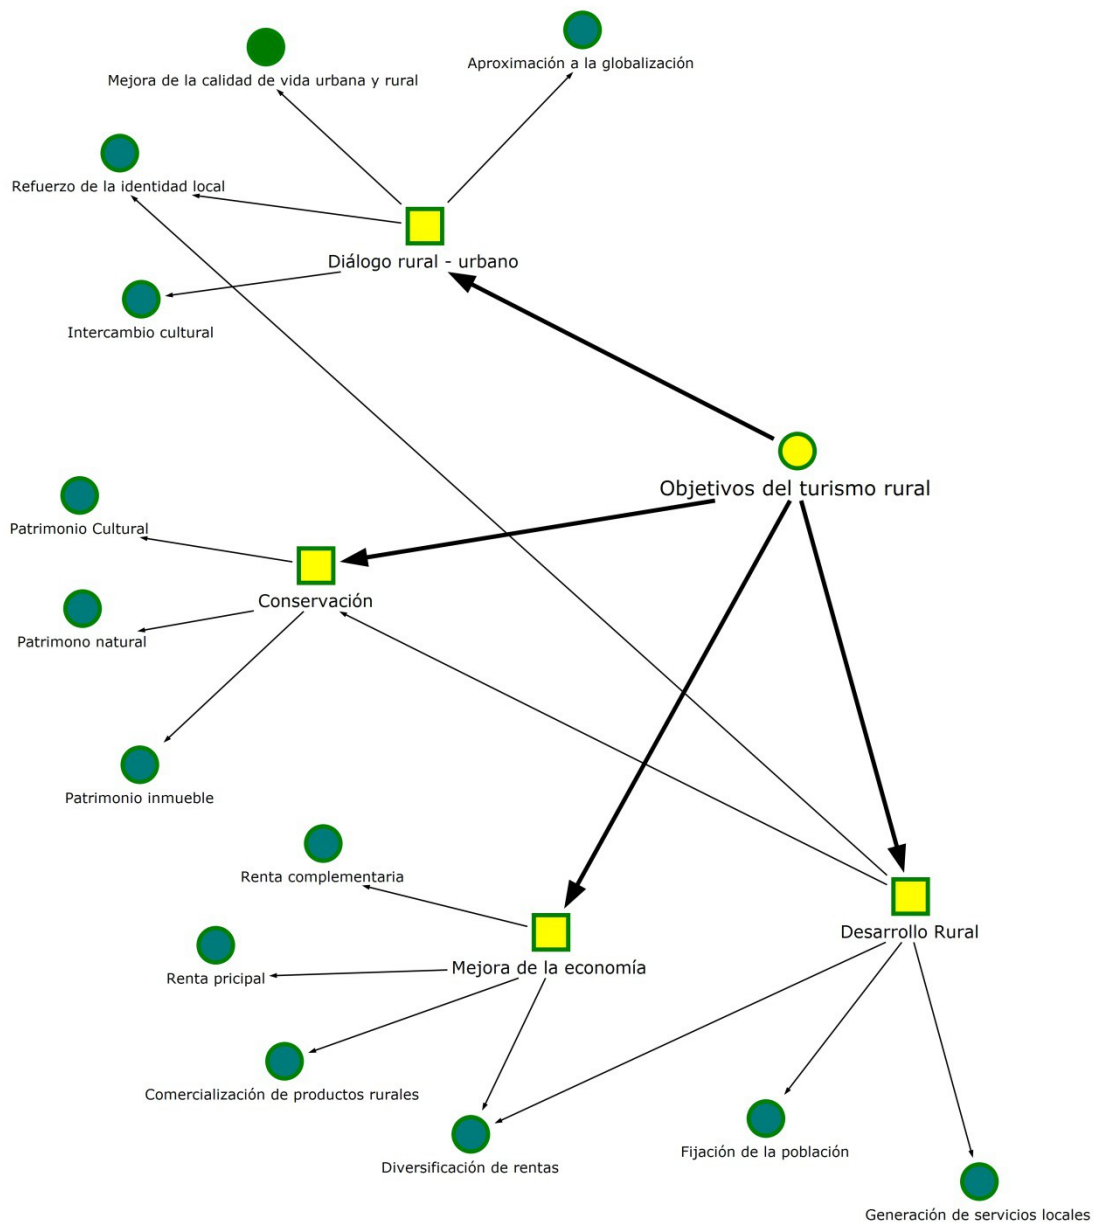 Aproximación a la globalización
Mejora de la calidad de vida urbana y rural
Refuerzo de la identidad local
Diálogo rural - urbano
Intercambio cultural
Objetivos del turismo rural
Patrimonio Cultural
Conservación
Patrimono natural
Patrimonio inmueble
Renta complementaria
Desarrollo Rural
Mejora de la economía
Renta pricipal
Comercialización de productos rurales
Fijación de la población
Diversificación de rentas
Generación de servicios locales